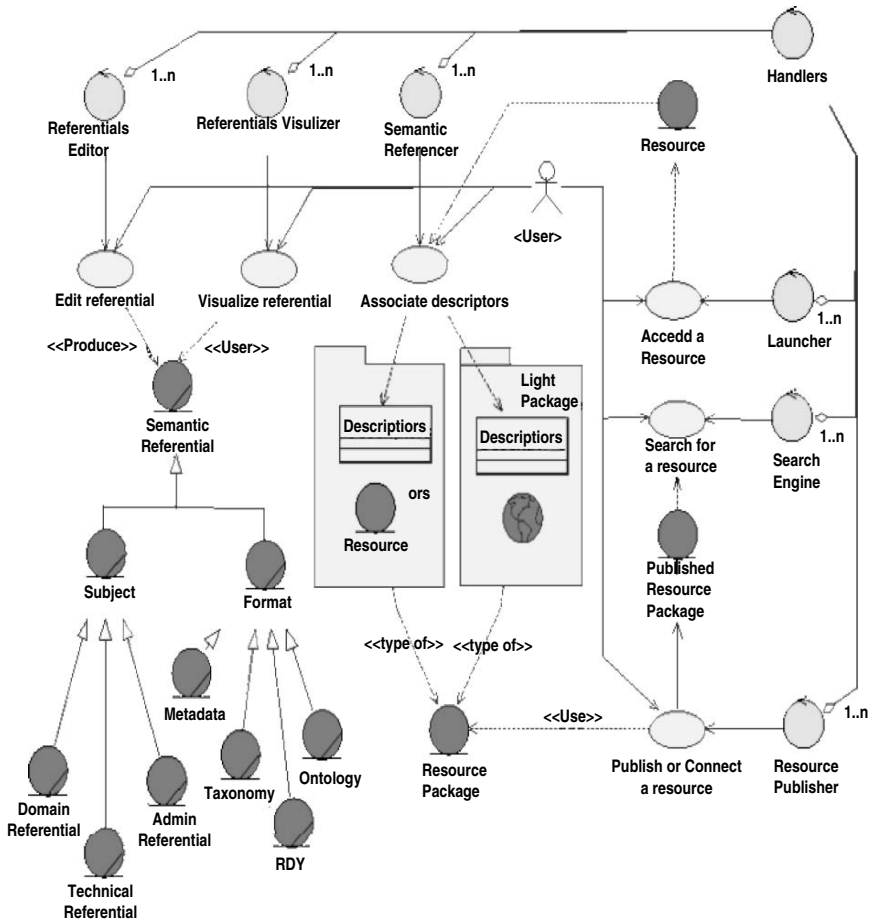 1..n
1..n
1..n
Handlers
Referentials
Editor
Referentials Visulizer
Semantic
Referencer
Resource
<User>
Edit referential
Visualize referential
Associate descriptors
Accedd a
Resource
1..n
Launcher
<<Produce>>
<<User>>
Semantic
Referential
Light
Package
Descriptiors
Descriptiors
ors
Resource
Search for
a resource
1..n
Search
Engine
Published
Resource
Package
Subject
Format
<<type of>>
<<type of>>
Metadata
Taxonomy
Ontology
Domain
Referential
Admin
Referential
Technical
Referential
RDY
Resource
Package
<<Use>>
Publish or Connect
a resource
1..n
Resource
Publisher